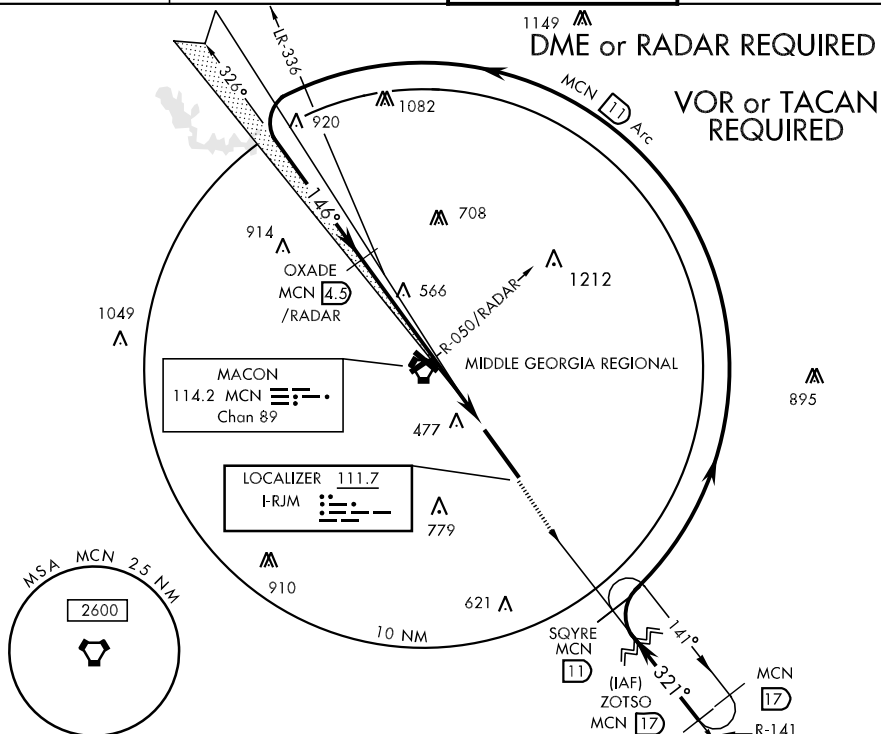 1149
DME or RADAR REQUIRED
VOR or TACAN
REQUIRED
MCN 11 Arc
LR-336
326°
920
1082
146°
708
914
OXADE
MCN 4.5
/RADAR
566
R-050/RADAR
1212
1049
MIDDLE GEORGIA REGIONAL
MACON
114.2 MCN
Chan 89
895
477
LOCALIZER 111.7
I-RJM
779
910
621
10 NM
MSA MCN 25 NM
2600
SQYRE
MCN
11
141°
321°
(IAF)
ZOTSO
MCN 17
MCN
17
R-141